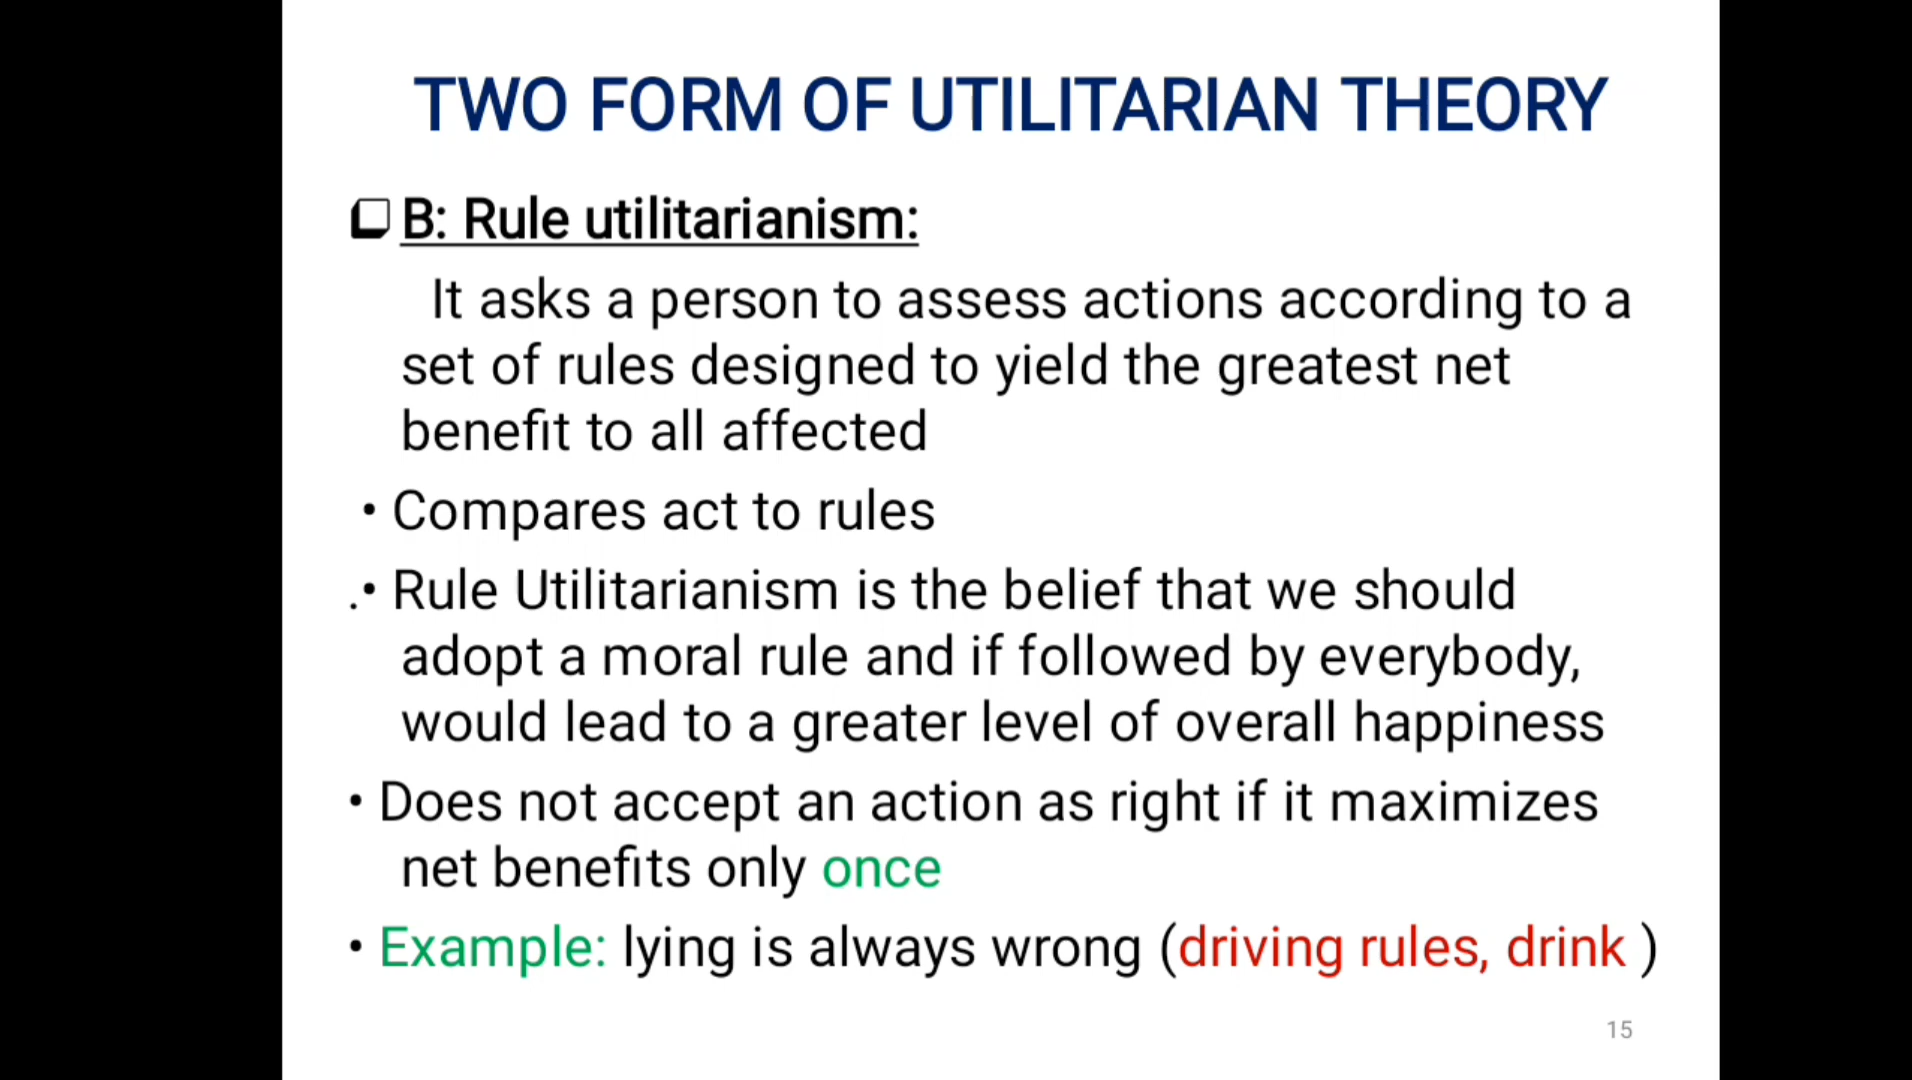 TWO FORM OF UTILITARIAN THEORY
B: Rule utilitarianism:
It asks a person to assess actions according to a
set of rules designed to yield the greatest net
benefit to all affected
• Compares act to rules
.• Rule Utilitarianism is the belief that we should
adopt a moral rule and if followed by everybody,
would lead to a greater level of overall happiness
• Does not accept an action as right if it maximizes
net benefits only once
• Example: lying is always wrong (driving rules, drink )
15